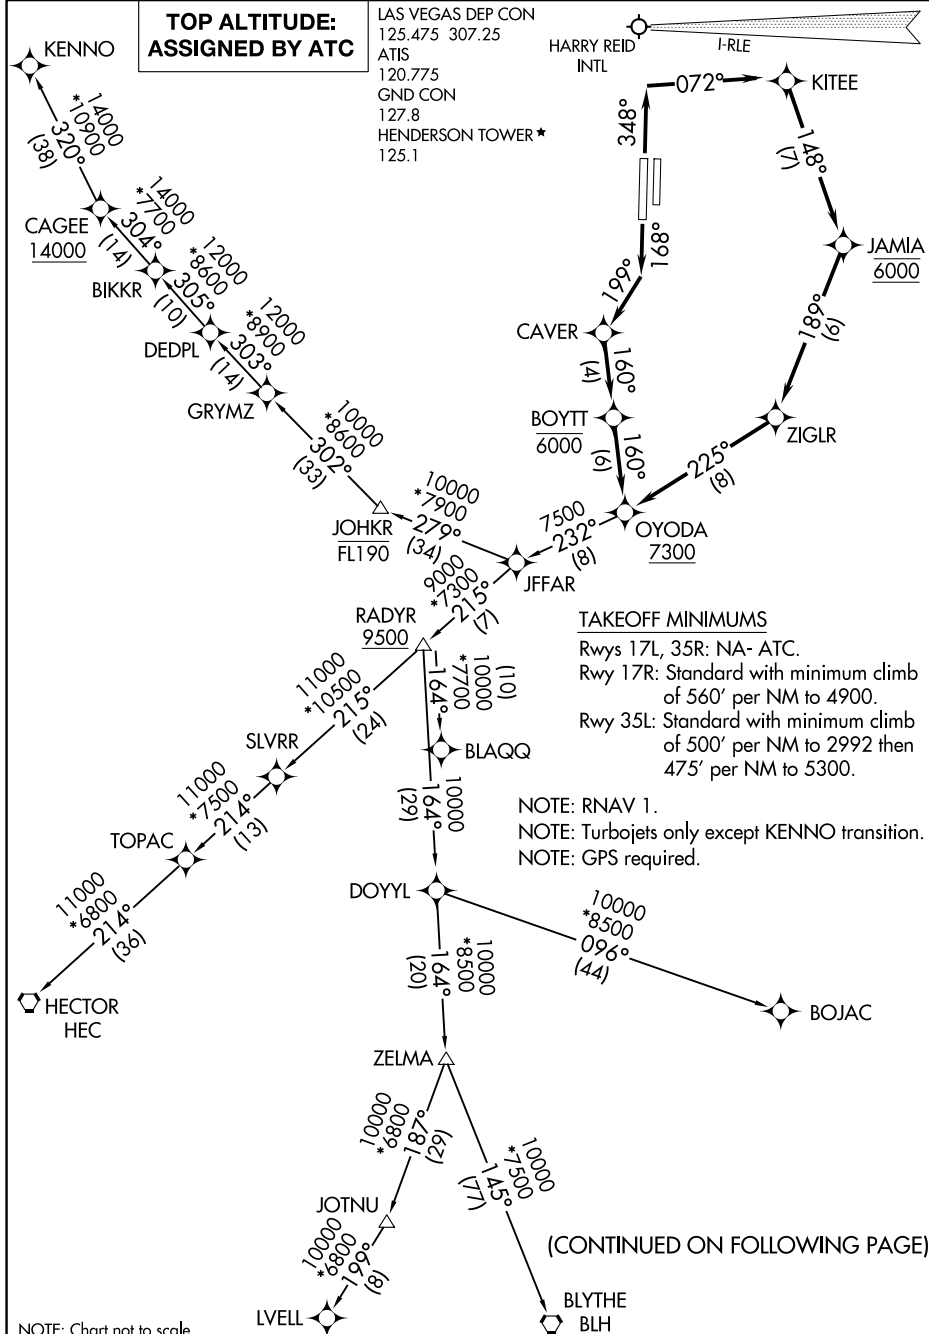 TOP ALTITUDE:
ASSIGNED BY ATC
LAS VEGAS DEP CON
125.475 307.25
ATIS
120.775
GND CON
127.8
HENDERSON TOWER★
125.1
HARRY REID
INTL
I-RLE
KENNO
14000
*10900
320°
(38)
CAGEE
14000
14000
*7700
304°
(14)
BIKKR
12000
*8600
305°
(10)
DEDPL
12000
*8900
303°
(14)
GRYMZ
10000
*8600
302°
(33)
JOHKR
FL190
10000
*7900
279°
(34)
JFFAR
348°
072°
KITEE
148°
(7)
JAMIA
6000
189°
(6)
ZIGLR
225°
(8)
168°
199°
CAVER
160°
(4)
BOYTT
6000
160°
(6)
OYODA
7300
7500
232°
(8)
9000
*7300
215°
(7)
RADYR
9500
TAKEOFF MINIMUMS
Rwys 17L, 35R: NA- ATC.
Rwy 17R: Standard with minimum climb
of 560' per NM to 4900.
Rwy 35L: Standard with minimum climb
of 500' per NM to 2992 then
475' per NM to 5300.
11000
*10500
215°
(24)
164°
*7700
10000
(10)
BLAQQ
SLVRR
11000
*7500
214°
(13)
TOPAC
10000
164°
(29)
NOTE: RNAV 1.
NOTE: Turbojets only except KENNO transition.
NOTE: GPS required.
DOYYL
11000
*6800
214°
(36)
HECTOR
HEC
10000
*8500
096°
(44)
BOJAC
10000
*8500
164°
(20)
ZELMA
10000
*6800
187°
(29)
10000
*7500
145°
(77)
JOTNU
10000
*6800
199°
(8)
LVELL
(CONTINUED ON FOLLOWING PAGE)
BLYTHE
BLH
NOTE: Chart not to scale